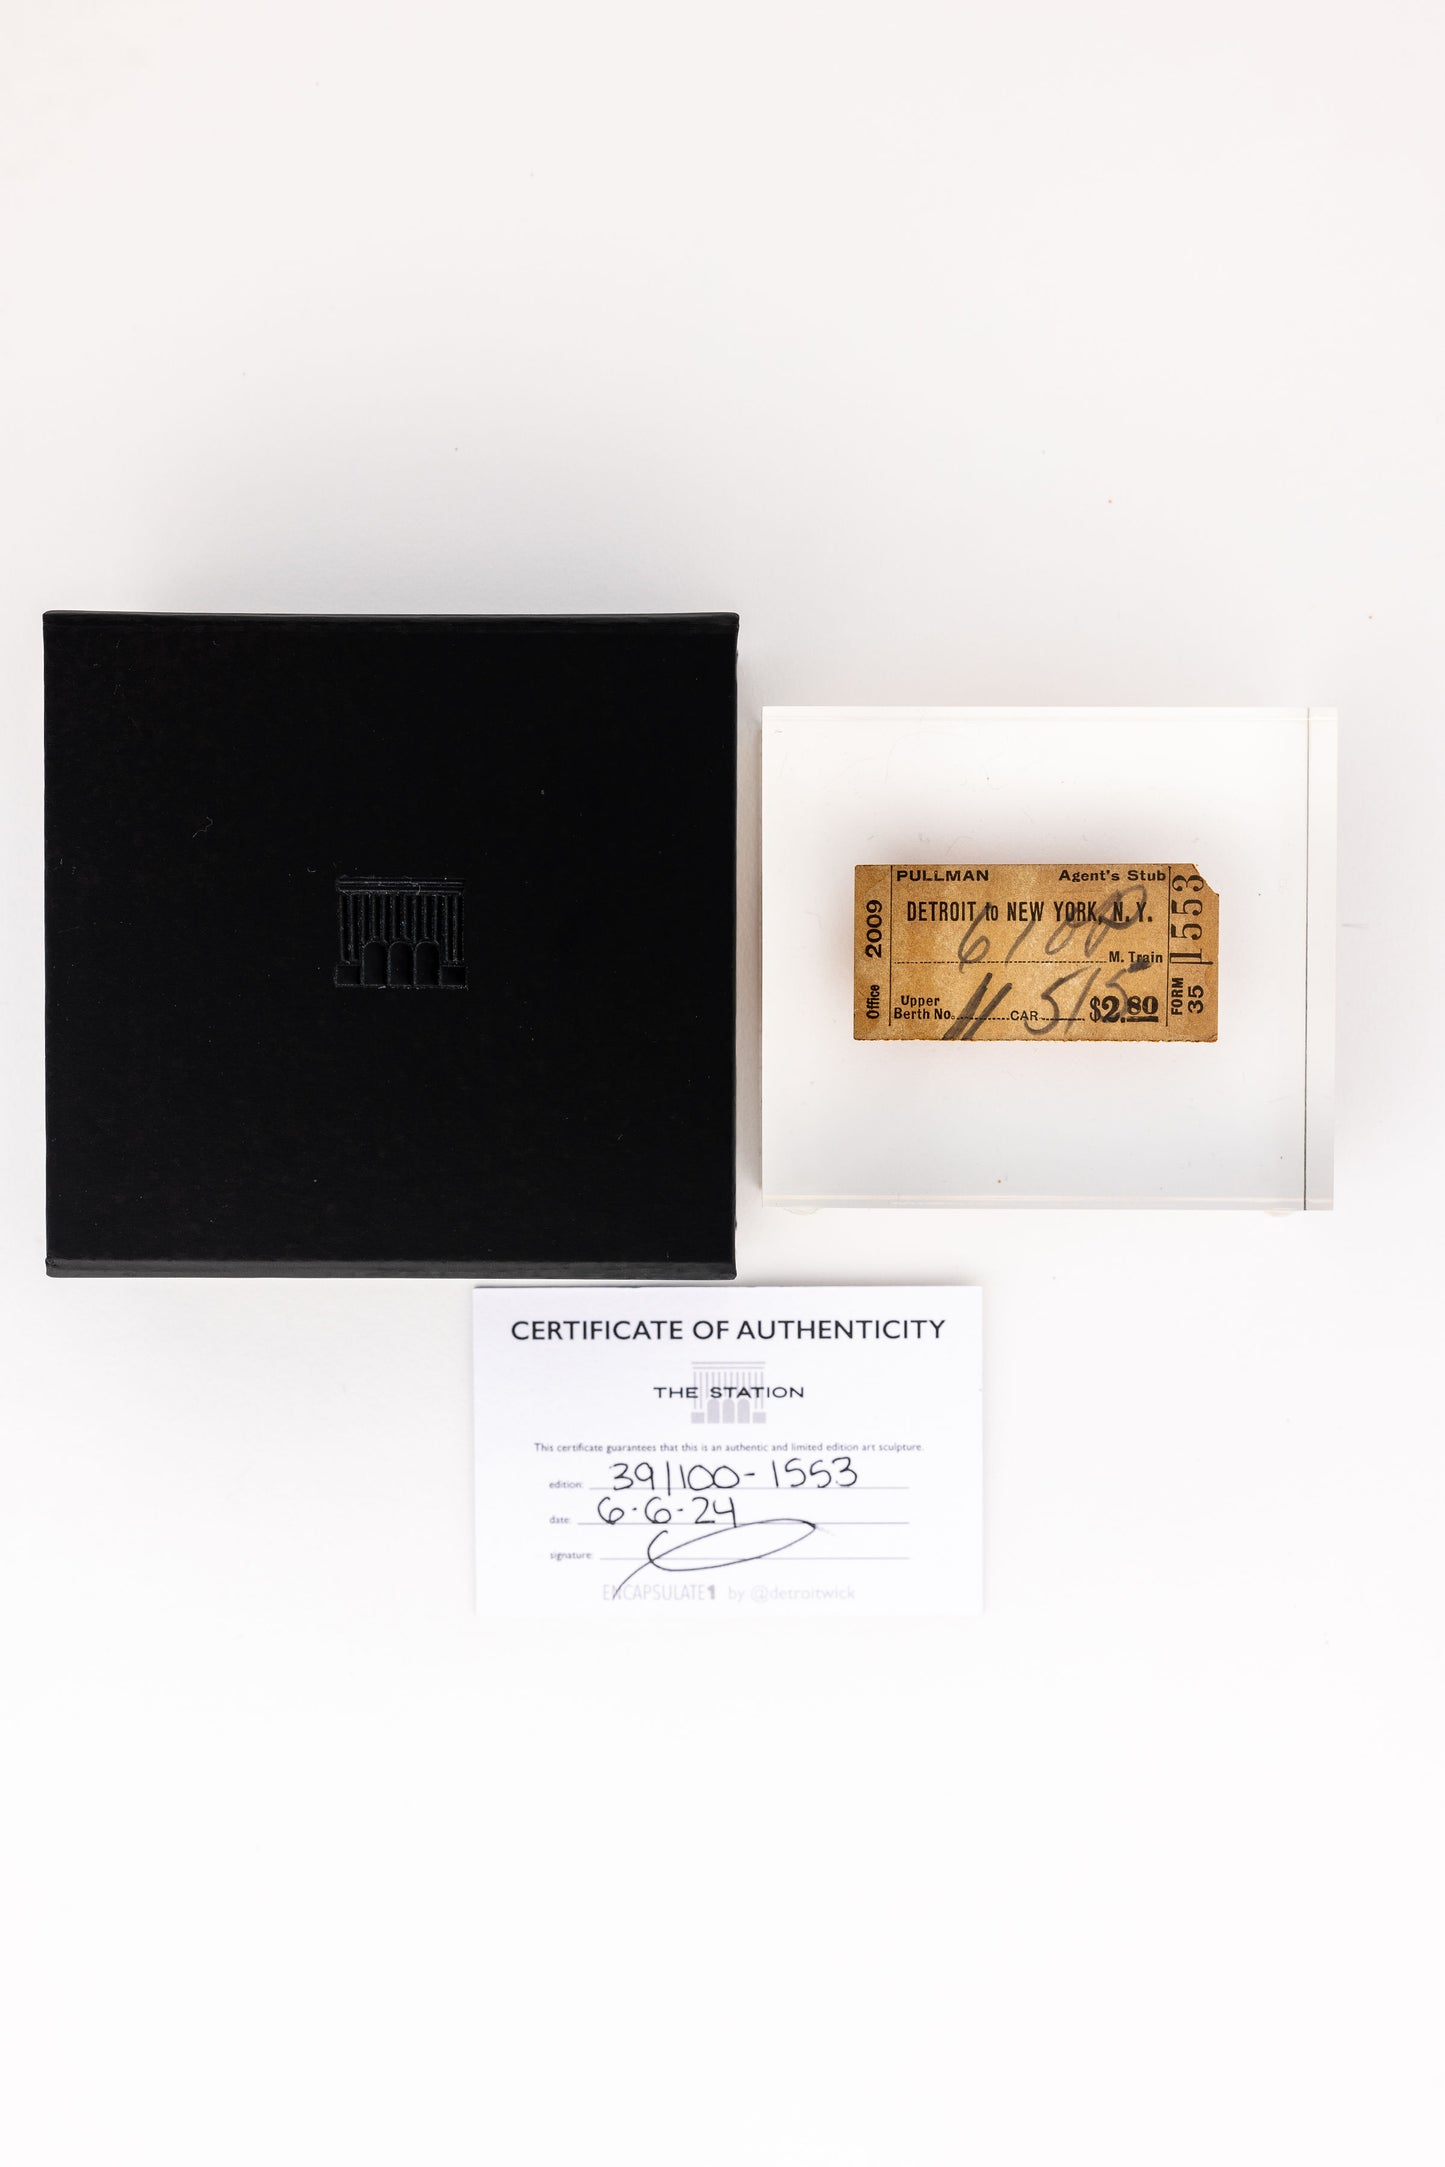 PULLMAN Agent's Stub
DETROIT to NEW YORK, N. Y.
M. Train
Upper
Berth No. CAR $2.80
Office 2009
FORM 35
1553
11 515
CERTIFICATE OF AUTHENTICITY
THE STATION
This certificate guarantees that this is an authentic and limited edition art sculpture.
edition: 39/100-1553
date: 6-6-24
signature:
ENCAPSULATE1 by @detroitwick